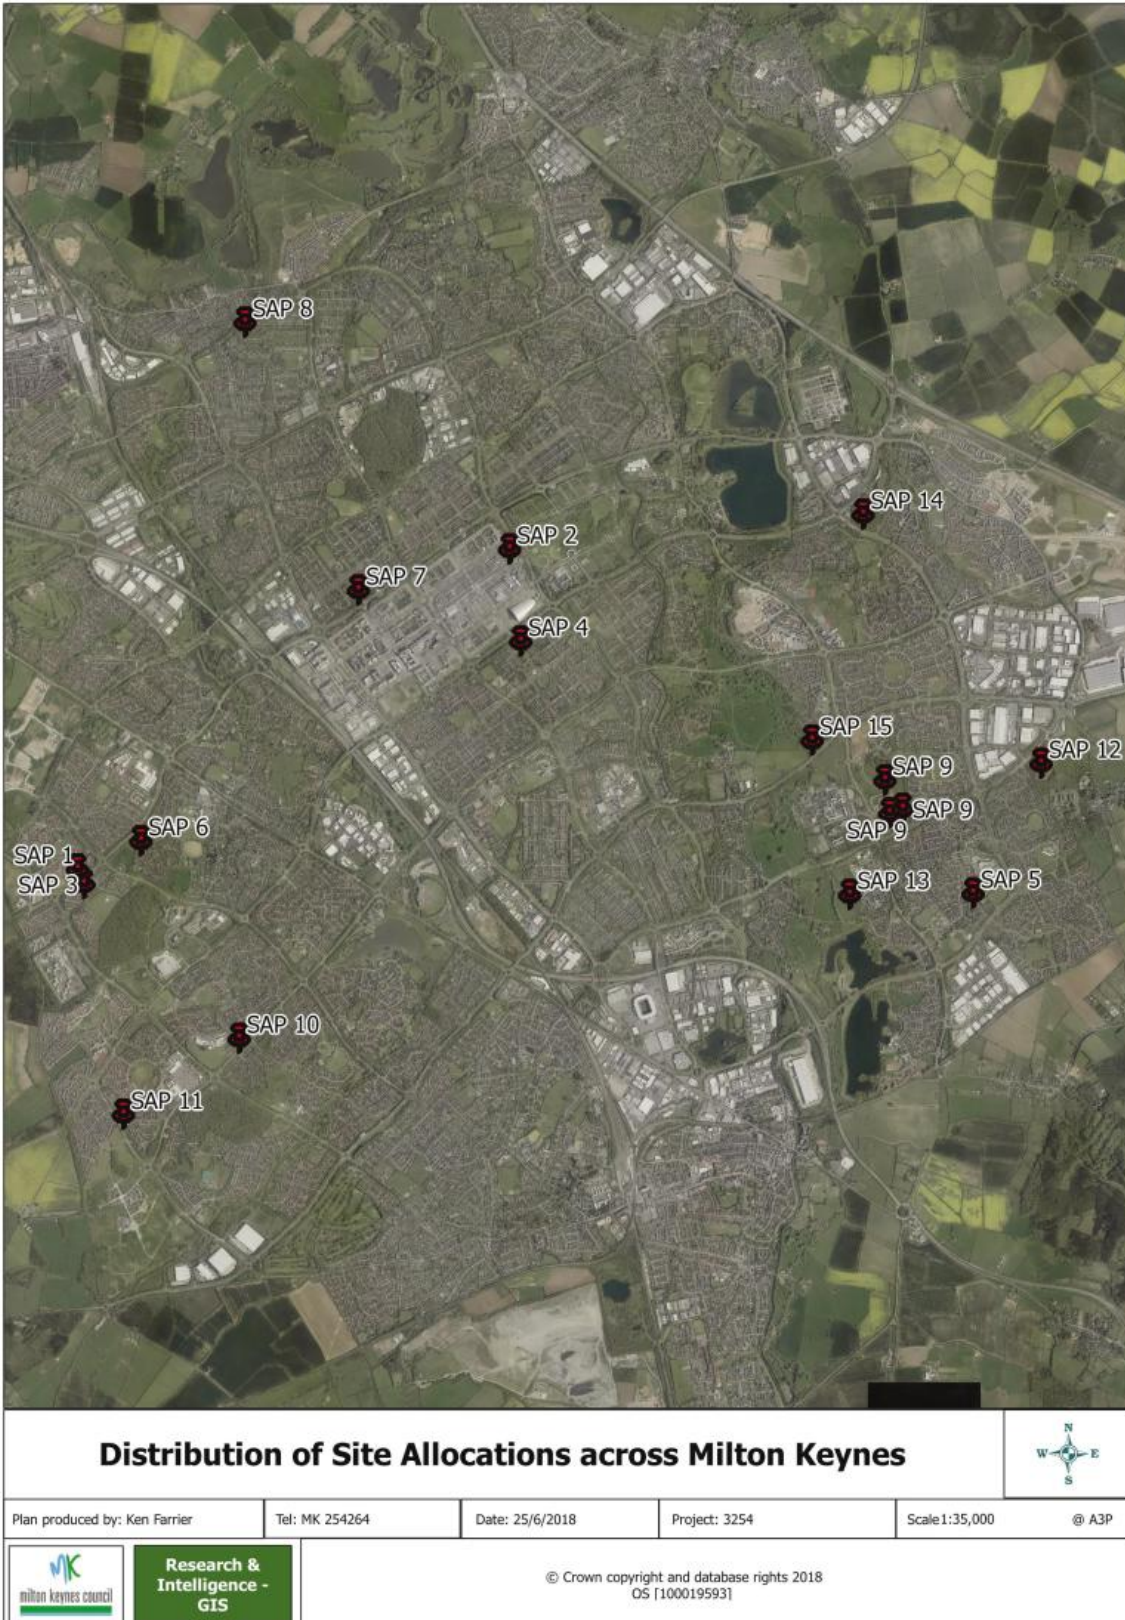 SAP 8
SAP 14
SAP 2
SAP 7
SAP 4
SAP 15
SAP 12
SAP 9
SAP 9
SAP 9
SAP 6
SAP 1
SAP 3
SAP 13
SAP 5
SAP 10
SAP 11
Distribution of Site Allocations across Milton Keynes
N
W E
S
Plan produced by: Ken Farrier
Tel: MK 254264
Date: 25/6/2018
Project: 3254
Scale1:35,000 @ A3P
MK
milton keynes council
Research &
Intelligence -
GIS
© Crown copyright and database rights 2018
OS [100019593]